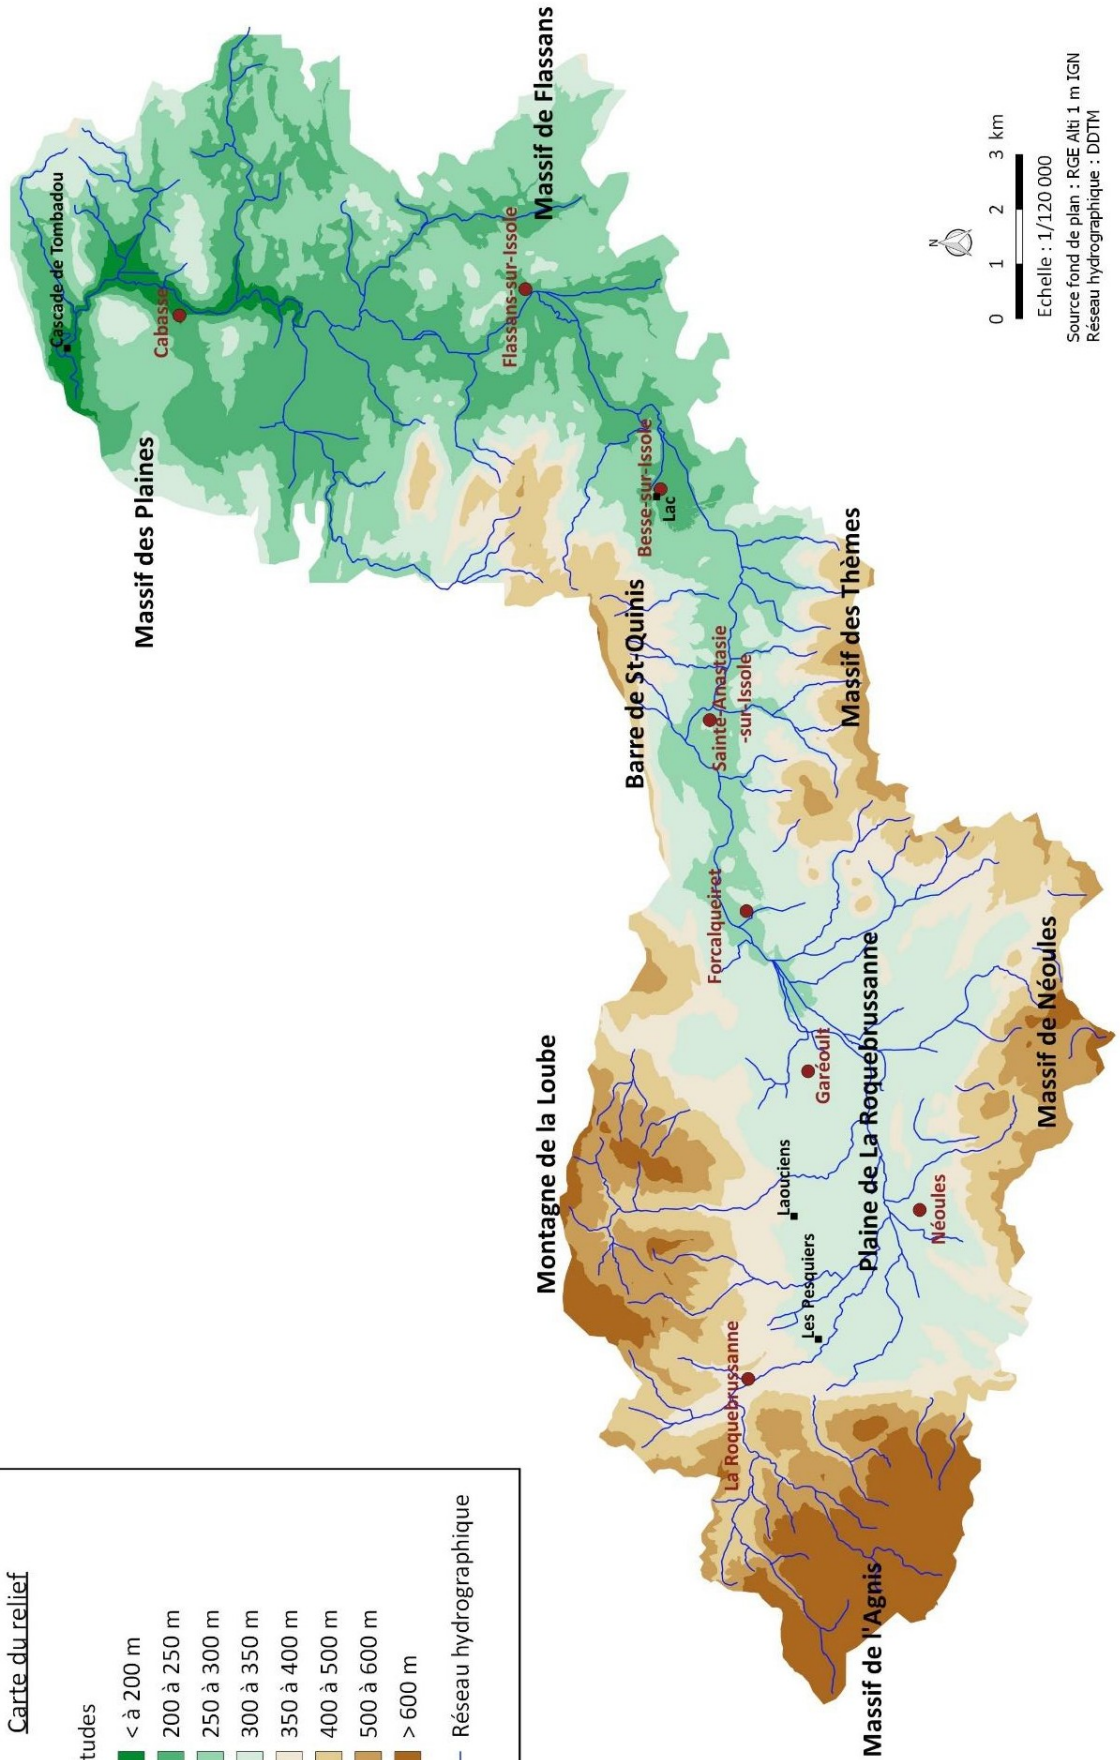 Carte du relief
tudes
< à 200 m
200 à 250 m
250 à 300 m
300 à 350 m
350 à 400 m
400 à 500 m
500 à 600 m
> 600 m
Réseau hydrographique
Massif de l'Agnis
La Roquebrussanne
Les Pesquiers
Laouciens
Néoules
Plaine de La Roquebrussanne
Garéoult
Montagne de la Loube
Massif de Néoules
Forcalqueiret
Barre de St-Quinis
Sainte-Anastasie
-sur-Issole
Massif des Thèmes
Besse-sur-Issole
Lac
Massif des Plaines
Flassans-sur-Issole
Massif de Flassans
Cabasse
Cascade de Tombadou
N
0 1 2 3 km
Echelle : 1/120 000
Source fond de plan : RGE Alti 1 m IGN
Réseau hydrographique : DDTM